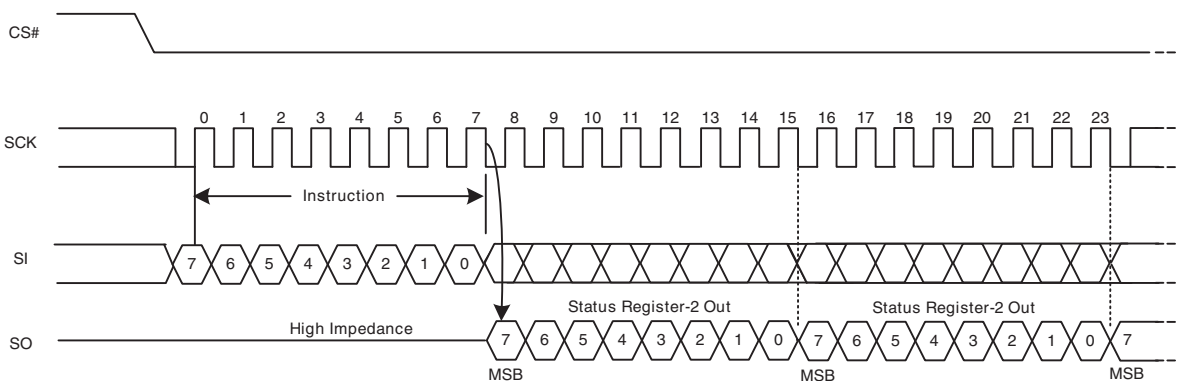 CS#
0 1 2 3 4 5 6 7 8 9 10 11 12 13 14 15 16 17 18 19 20 21 22 23
SCK
Instruction
SI
7 6 5 4 3 2 1 0
Status Register-2 Out Status Register-2 Out
High Impedance
SO
7 6 5 4 3 2 1 0 7 6 5 4 3 2 1 0 7
MSB MSB MSB